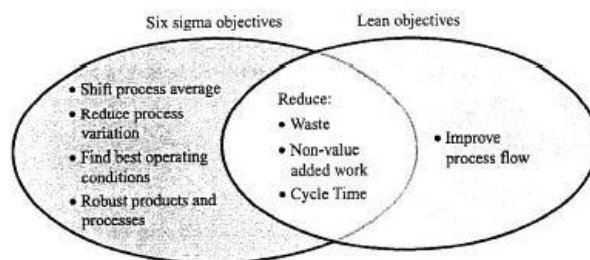 Six sigma objectives
Lean objectives
• Shift process average
• Reduce process
variation
• Find best operating
conditions
• Robust products and
processes
Reduce:
• Waste
• Non-value
added work
• Cycle Time
• Improve
process flow